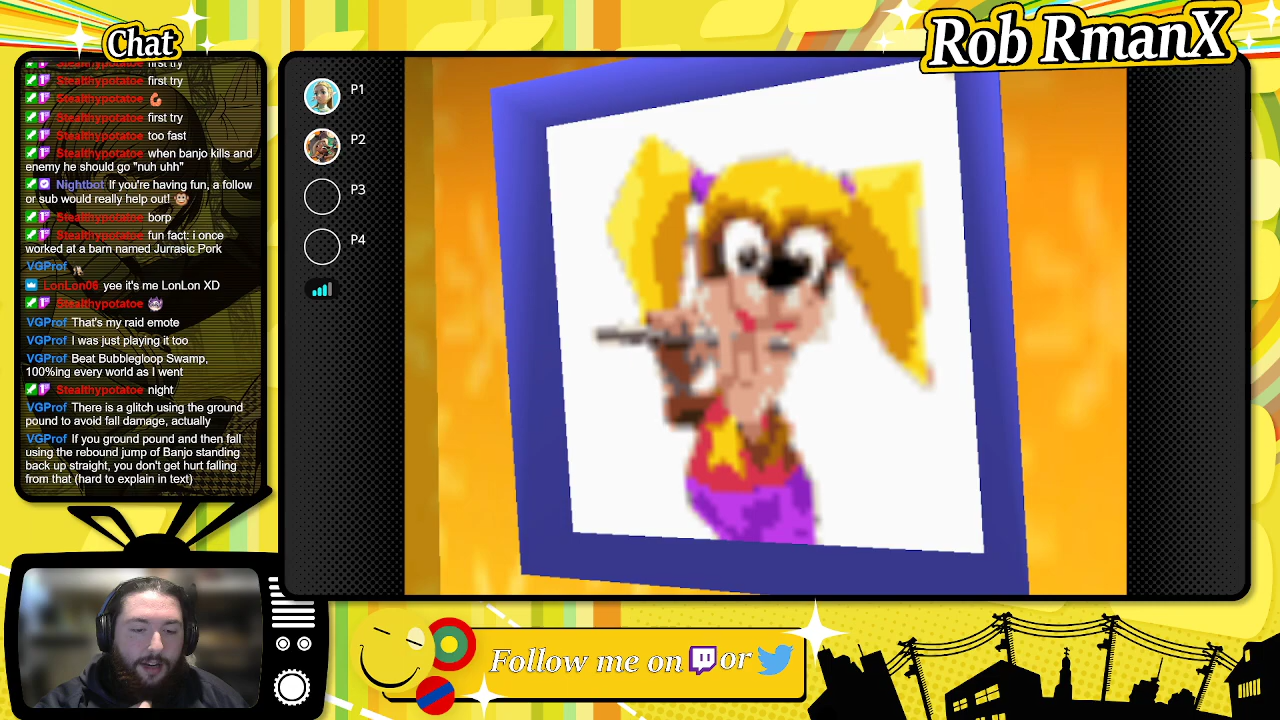 Chat
Rob RmanX
Stealthypotatoe first try
Stealthypotatoe first try
Stealthypotatoe
Stealthypotatoe first try
Stealthypotatoe too fast
Stealthypotatoe when banjo kills and
enemy he should go "nuh uhh"
Nightbot If you're having fun, a follow
or sub would really help out!
Stealthypotatoe borp
Stealthypotatoe fun fact: i once
worked at a barn named Jurrasic Pork
VGProf
LonLon06 yee it's me LonLon XD
Stealthypotatoe
VGProf That's my raid emote
VGProf I was just playing it too
VGProf Beat Bubblegloop Swamp,
100%ing every world as I went
Stealthypotatoe night
VGProf There is a glitch using the ground
pound to avoid fall damage, actually
VGProf If you ground pound and then fall
using the rebound jump of Banjo standing
back up straight, you don't get hurt falling
from that (hard to explain in text)
P1
P2
P3
P4
Follow me on or